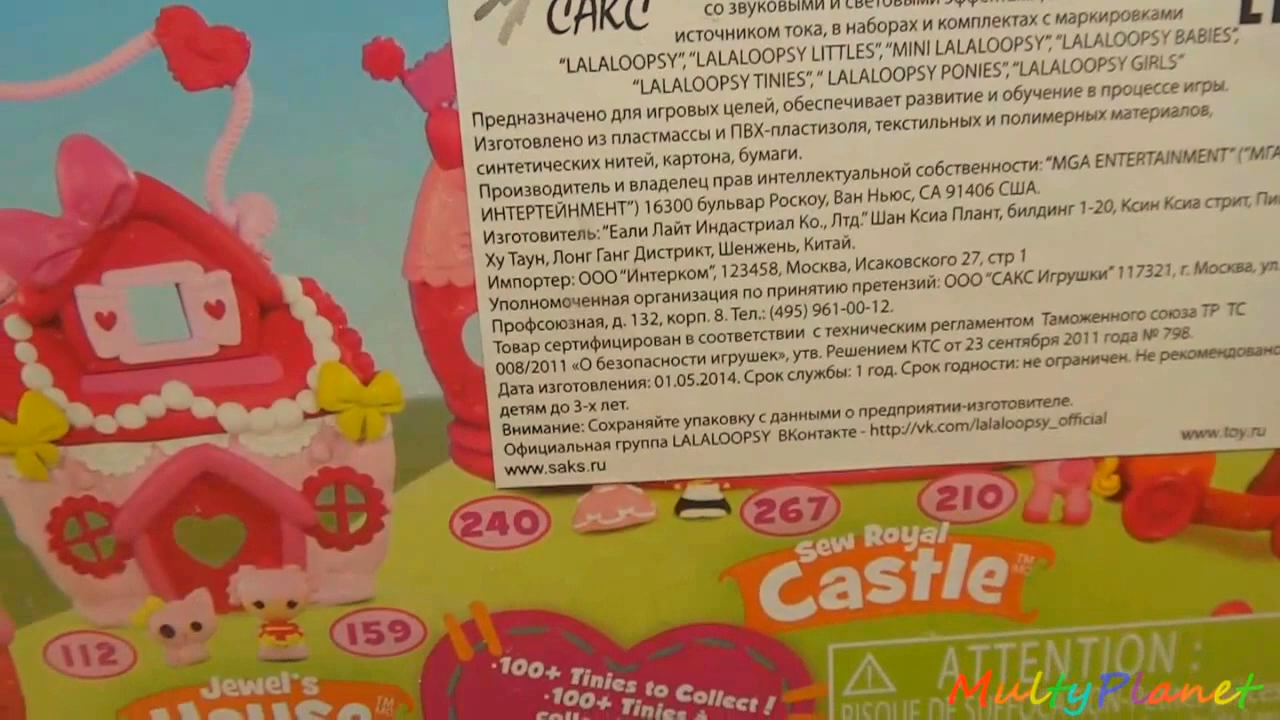 САКС
со звуковыми и световыми
источником тока, в наборах и комплектах с маркировками
“LALALOOPSY”, “LALALOOPSY LITTLES”, “MINI LALALOOPSY”, “LALALOOPSY BABIES”,
“LALALOOPSY TINIES”, “ LALALOOPSY PONIES”, “LALALOOPSY GIRLS”
Предназначено для игровых целей, обеспечивает развитие и обучение в процессе игры.
Изготовлено из пластмассы и ПВХ-пластизоля, текстильных и полимерных материалов,
синтетических нитей, картона, бумаги.
Производитель и владелец прав интеллектуальной собственности: “MGA ENTERTAINMENT” (“МГА
ИНТЕРТЕЙНМЕНТ”) 16300 бульвар Роскоу, Ван Ньюс, СА 91406 США.
Изготовитель: “Еали Лайт Индастриал Ко., Лтд.” Шан Ксиа Плант, билдинг 1-20, Ксин Ксиа стрит,
Ху Таун, Лонг Ганг Дистрикт, Шенжень, Китай.
Импортер: ООО “Интерком”, 123458, Москва, Исаковского 27, стр 1
Уполномоченная организация по принятию претензий: ООО “САКС Игрушки” 117321, г. Москва, ул.
Профсоюзная, д. 132, корп. 8. Тел.: (495) 961-00-12.
Товар сертифицирован в соответствии с техническим регламентом Таможенного союза ТР ТС
008/2011 «О безопасности игрушек», утв. Решением КТС от 23 сентября 2011 года № 798.
Дата изготовления: 01.05.2014. Срок службы: 1 год. Срок годности: не ограничен. Не рекомендовано
детям до 3-х лет.
Внимание: Сохраняйте упаковку с данными о предприятии-изготовителе.
Официальная группа LALALOOPSY ВКонтакте - http://vk.com/lalaloopsy_official
www.saks.ru
www.toy.ru
240
267
210
Sew Royal
Castle™
112
159
Jewel's
House™
·100+ Tinies to Collect!
·100+ Tinies à
ATTENTION :
RISQUE DE
MultyPlanet